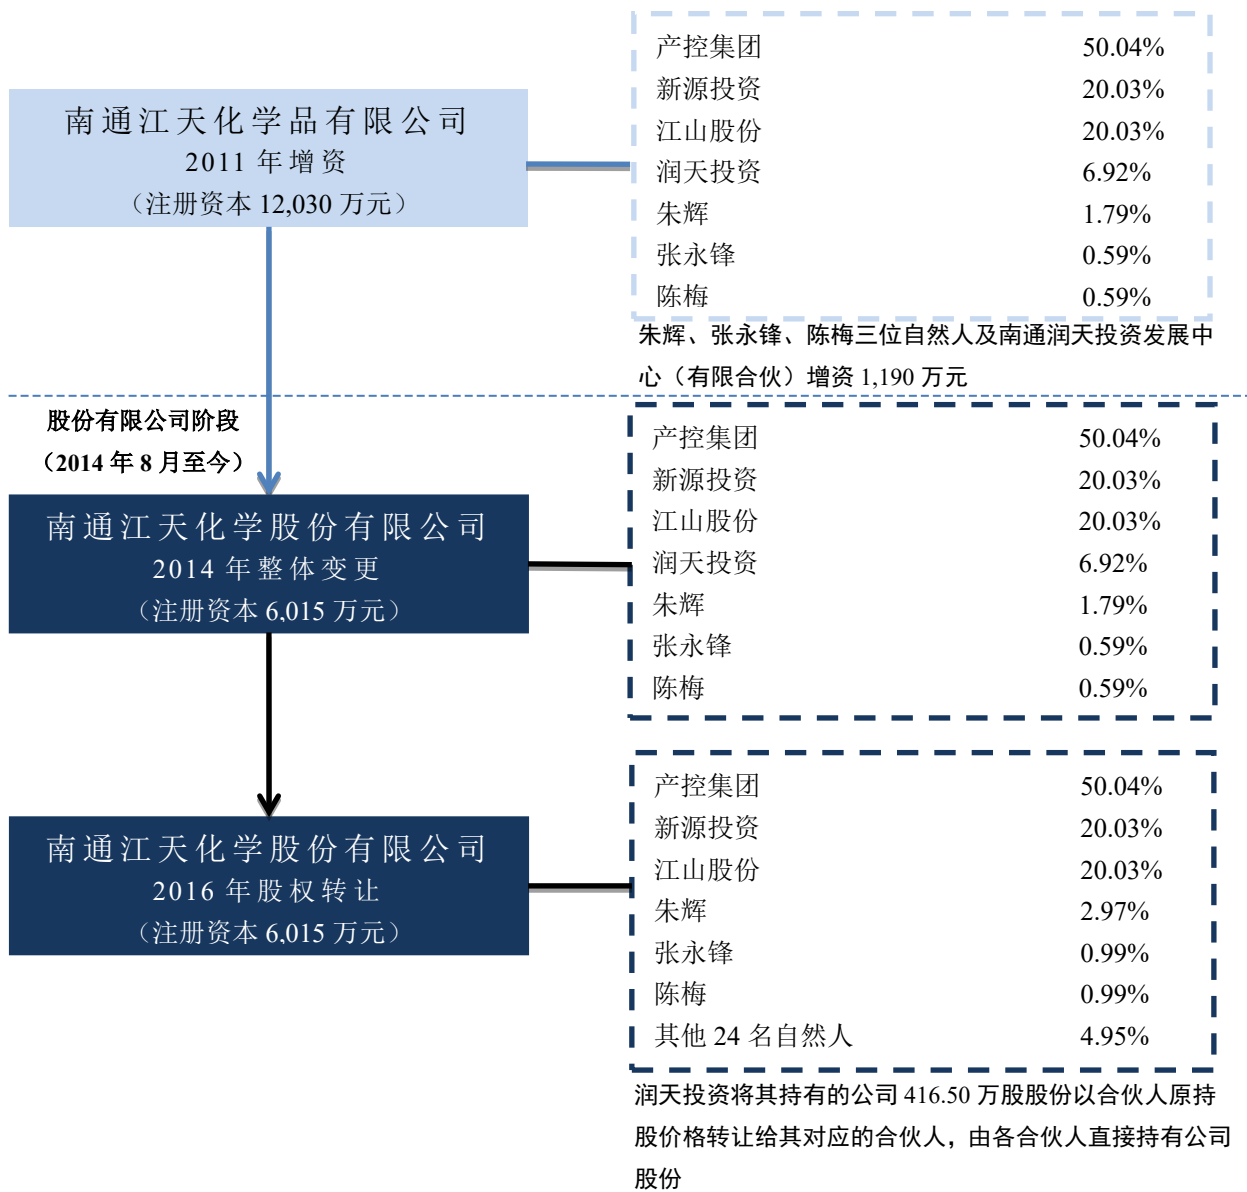 南通江天化学品有限公司
2011 年增资
（注册资本 12,030 万元）
产控集团 50.04%
新源投资 20.03%
江山股份 20.03%
润天投资 6.92%
朱辉 1.79%
张永锋 0.59%
陈梅 0.59%
朱辉、张永锋、陈梅三位自然人及南通润天投资发展中
心（有限合伙）增资 1,190 万元
股份有限公司阶段
（2014 年 8 月至今）
南通江天化学股份有限公司
2014 年整体变更
（注册资本 6,015 万元）
产控集团 50.04%
新源投资 20.03%
江山股份 20.03%
润天投资 6.92%
朱辉 1.79%
张永锋 0.59%
陈梅 0.59%
南通江天化学股份有限公司
2016 年股权转让
（注册资本 6,015 万元）
产控集团 50.04%
新源投资 20.03%
江山股份 20.03%
朱辉 2.97%
张永锋 0.99%
陈梅 0.99%
其他 24 名自然人 4.95%
润天投资将其持有的公司 416.50 万股股份以合伙人原持
股价格转让给其对应的合伙人，由各合伙人直接持有公司
股份